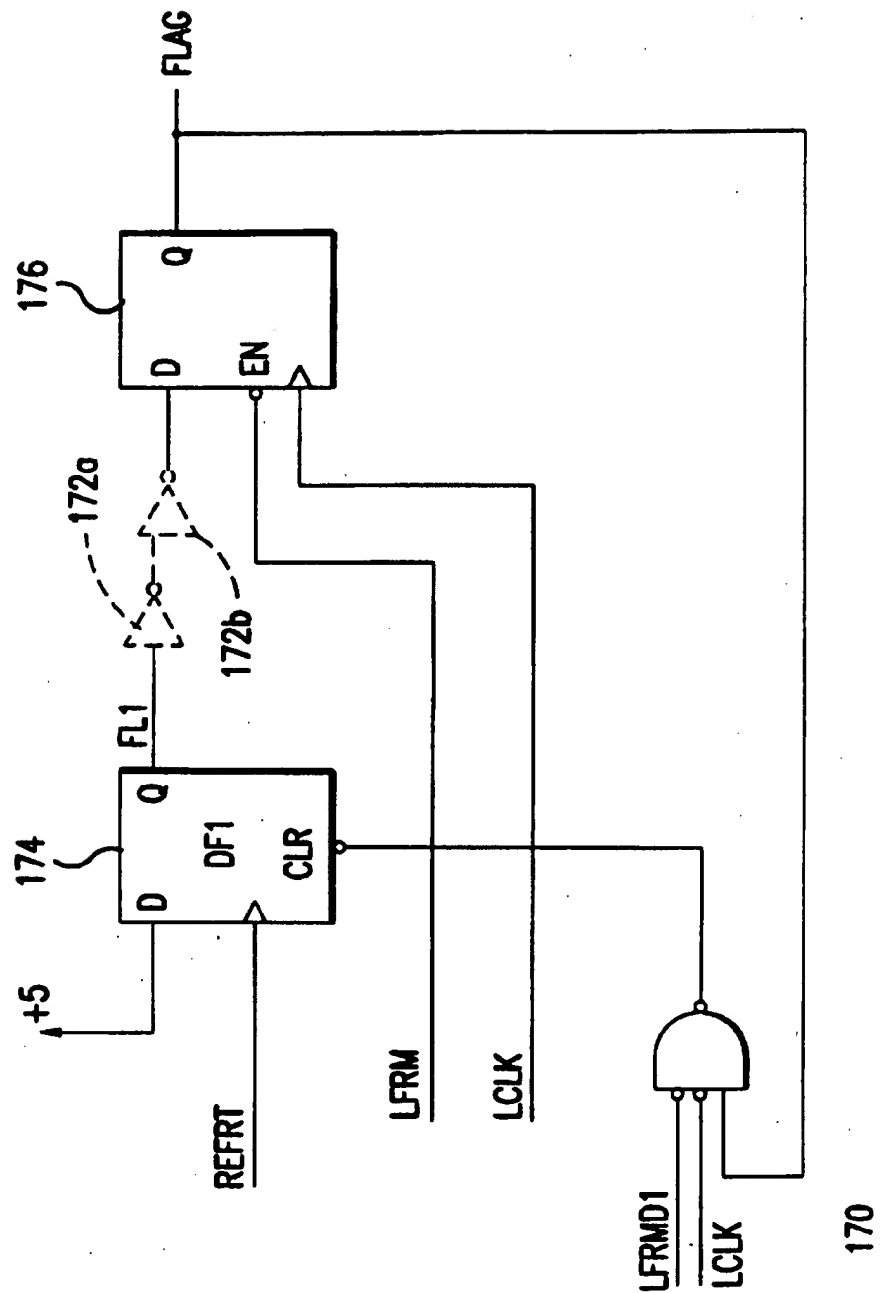 +5
174
D
Q
DF1
CLR
FL1
172a
172b
176
D
Q
EN
FLAG
REFRT
LFRM
LCLK
LFRMD1
LCLK
170